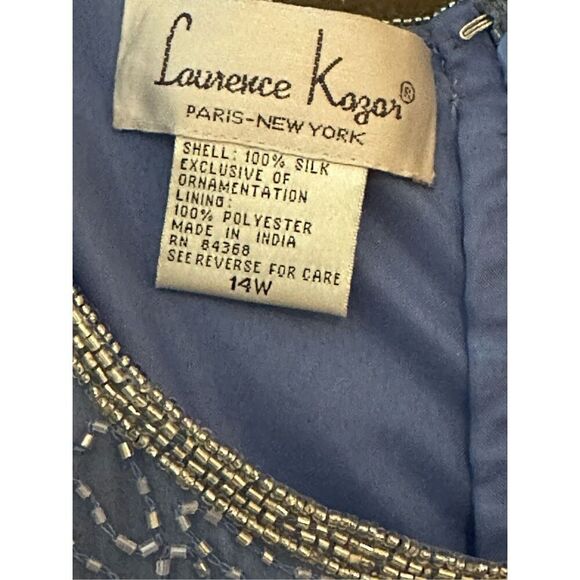 Laurence Kazar®
PARIS-NEW YORK
SHELL: 100% SILK
EXCLUSIVE OF
ORNAMENTATION
LINING:
100% POLYESTER
MADE IN INDIA
RN 84368
SEE REVERSE FOR CARE
14W